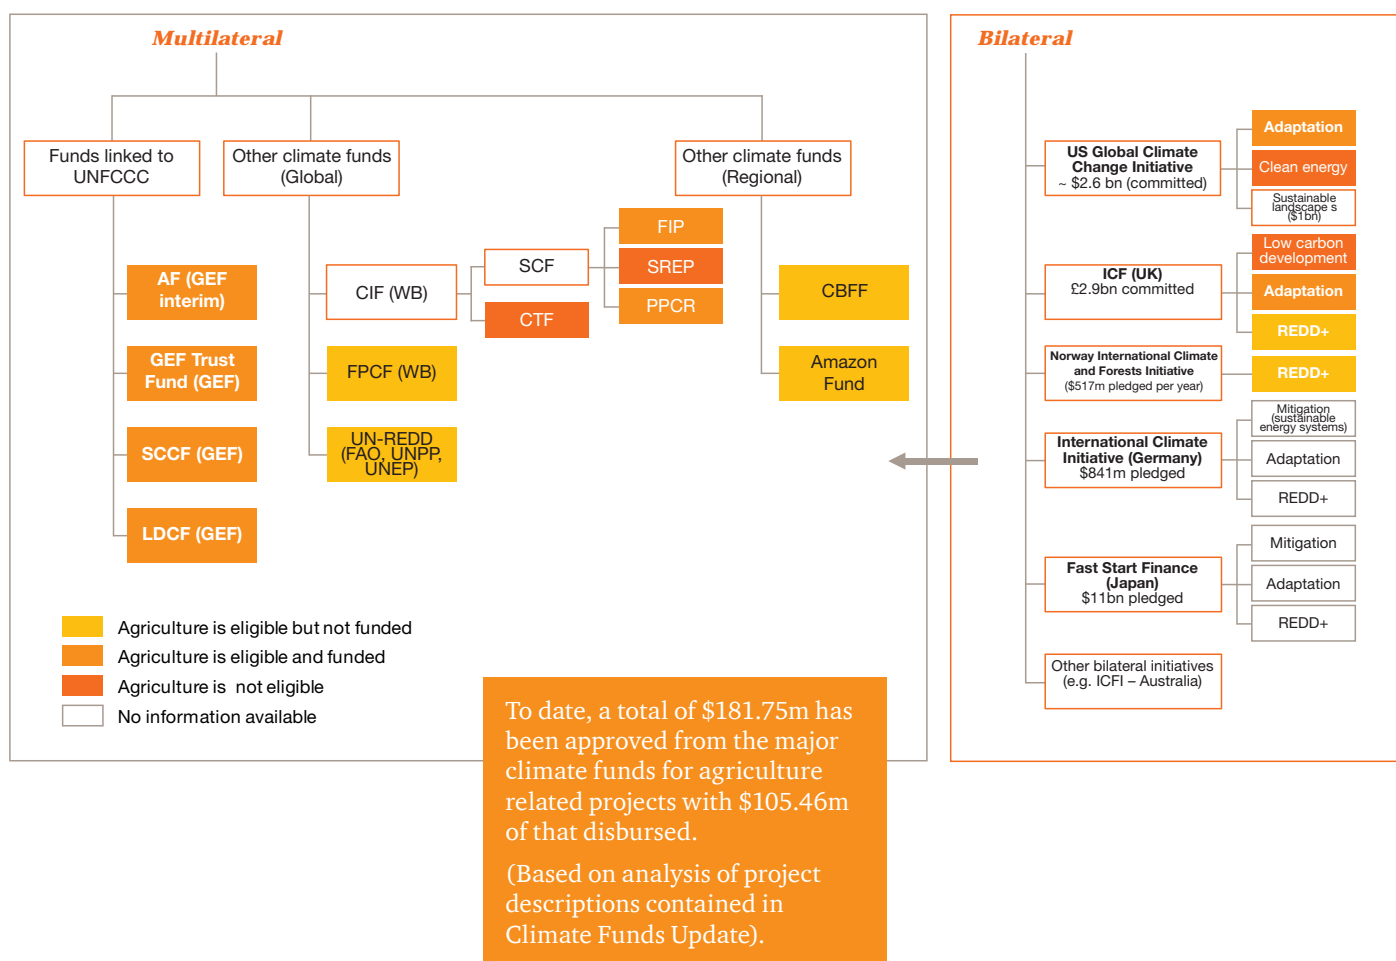 Multilateral
Funds linked to
UNFCCC
Other climate funds
(Global)
Other climate funds
(Regional)
AF (GEF
interim)
GEF Trust
Fund (GEF)
SCCF (GEF)
LDCF (GEF)
CIF (WB)
FPCF (WB)
UN-REDD
(FAO, UNPP,
UNEP)
SCF
CTF
FIP
SREP
PPCR
CBFF
Amazon
Fund
Agriculture is eligible but not funded
Agriculture is eligible and funded
Agriculture is not eligible
No information available
To date, a total of $181.75m has
been approved from the major
climate funds for agriculture
related projects with $105.46m
of that disbursed.
(Based on analysis of project
descriptions contained in
Climate Funds Update).
Bilateral
US Global Climate
Change Initiative
~ $2.6 bn (committed)
Adaptation
Clean energy
Sustainable
landscape s
($1bn)
ICF (UK)
£2.9bn committed
Low carbon
development
Adaptation
REDD+
Norway International Climate
and Forests Initiative
($517m pledged per year)
REDD+
International Climate
Initiative (Germany)
$841m pledged
Mitigation
(sustainable
energy systems)
Adaptation
REDD+
Fast Start Finance
(Japan)
$11bn pledged
Mitigation
Adaptation
REDD+
Other bilateral initiatives
(e.g. ICFI – Australia)